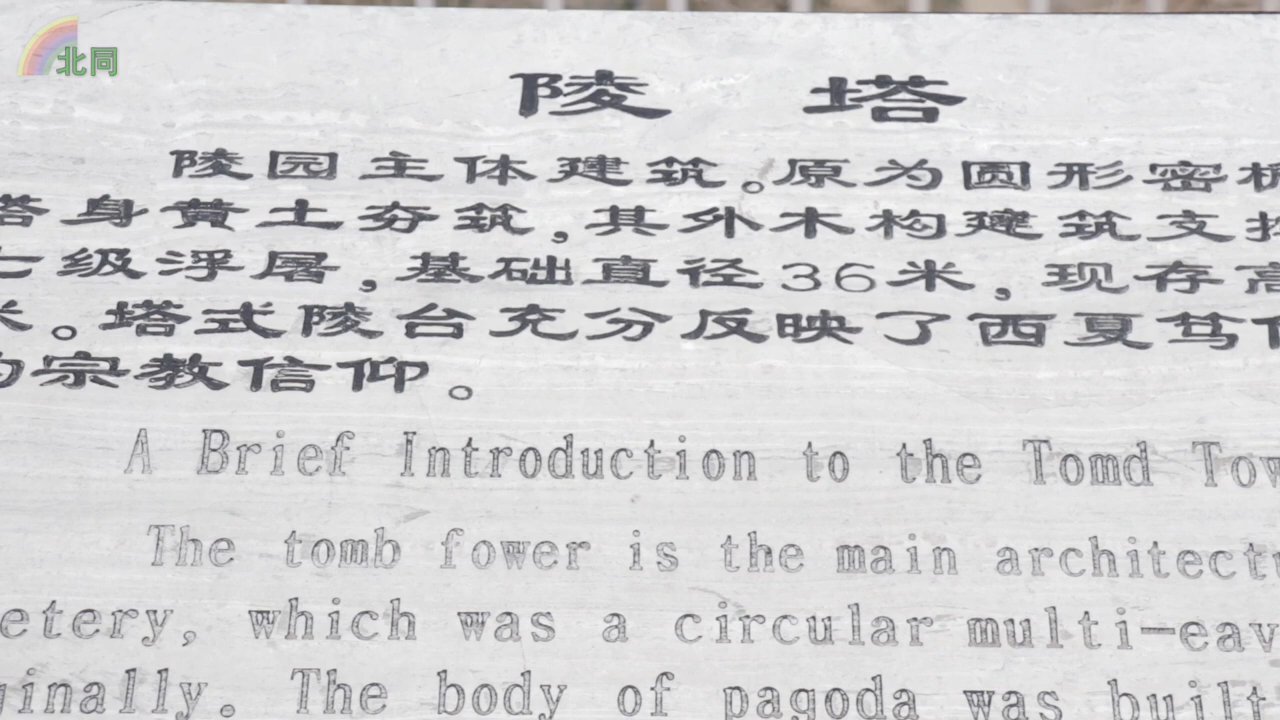 北同
陵 塔
陵园主体建筑。原为圆形密
塔身黄土夯筑,其外木构建筑支
七级浮屠,基础直径36米,现存高
米。塔式陵台充分反映了西夏笃
的宗教信仰。
A Brief Introduction to the Tomd Tow
The tomb fower is the main architectu
etery, which was a circular multi-eav
ginally. The body of pagoda was built